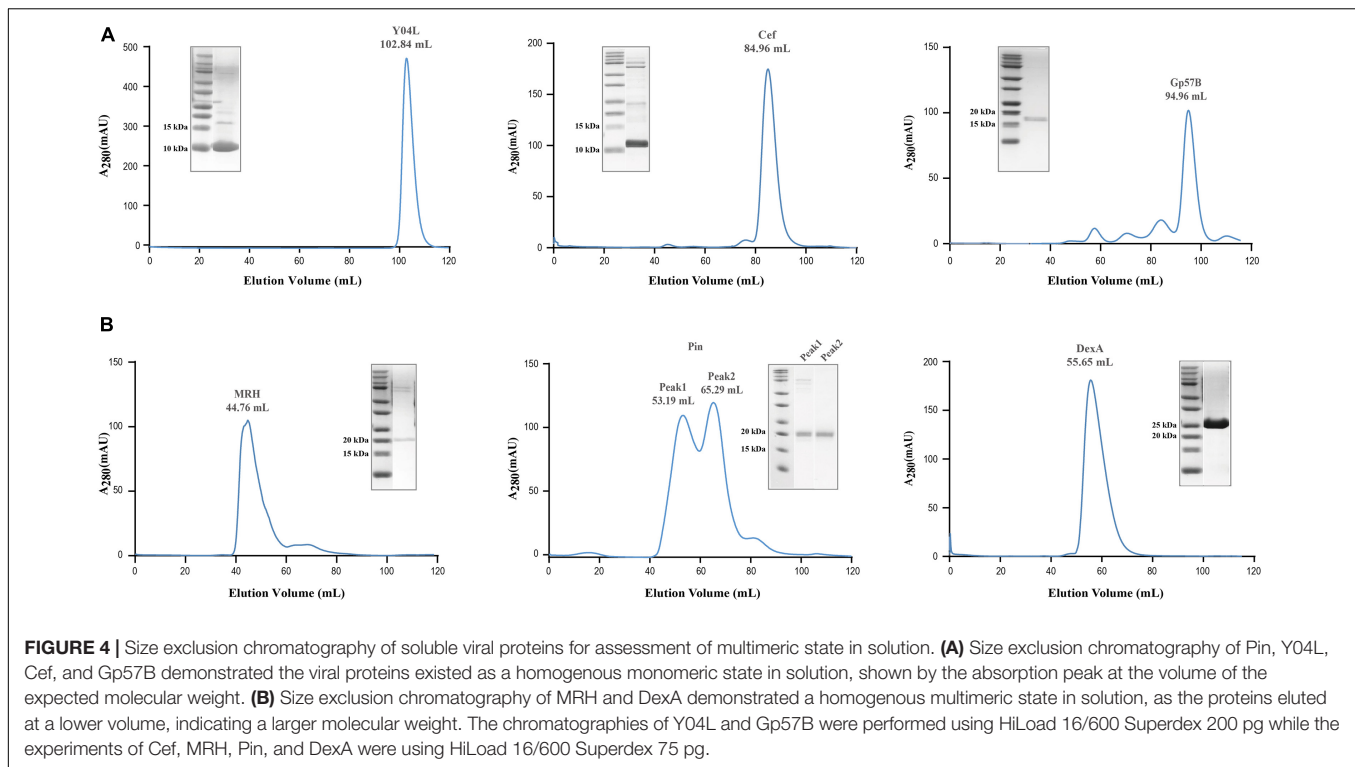 A
Y04L
102.84 mL
500
400
300
200
100
0
A280(mAU)
15 kDa
10 kDa
0 20 40 60 80 100 120
Elution Volume (mL)
Cef
84.96 mL
200
150
100
50
0
A280(mAU)
15 kDa
10 kDa
0 20 40 60 80 100 120
Elution Volume (mL)
Gp57B
94.96 mL
150
100
50
0
A280(mAU)
20 kDa
15 kDa
0 20 40 60 80 100 120
Elution Volume (mL)
B
MRH
44.76 mL
150
100
50
0
A280(mAU)
20 kDa
15 kDa
0 20 40 60 80 100 120
Elution Volume (mL)
Pin
Peak1
53.19 mL
Peak2
65.29 mL
Peak1
Peak2
150
100
50
0
A280(mAU)
20 kDa
15 kDa
0 20 40 60 80 100 120
Elution Volume (mL)
DexA
55.65 mL
200
150
100
50
0
A280(mAU)
25 kDa
20 kDa
0 20 40 60 80 100 120
Elution Volume (mL)
FIGURE 4 | Size exclusion chromatography of soluble viral proteins for assessment of multimeric state in solution. (A) Size exclusion chromatography of Pin, Y04L,
Cef, and Gp57B demonstrated the viral proteins existed as a homogenous monomeric state in solution, shown by the absorption peak at the volume of the
expected molecular weight. (B) Size exclusion chromatography of MRH and DexA demonstrated a homogenous multimeric state in solution, as the proteins eluted
at a lower volume, indicating a larger molecular weight. The chromatographies of Y04L and Gp57B were performed using HiLoad 16/600 Superdex 200 pg while the
experiments of Cef, MRH, Pin, and DexA were using HiLoad 16/600 Superdex 75 pg.